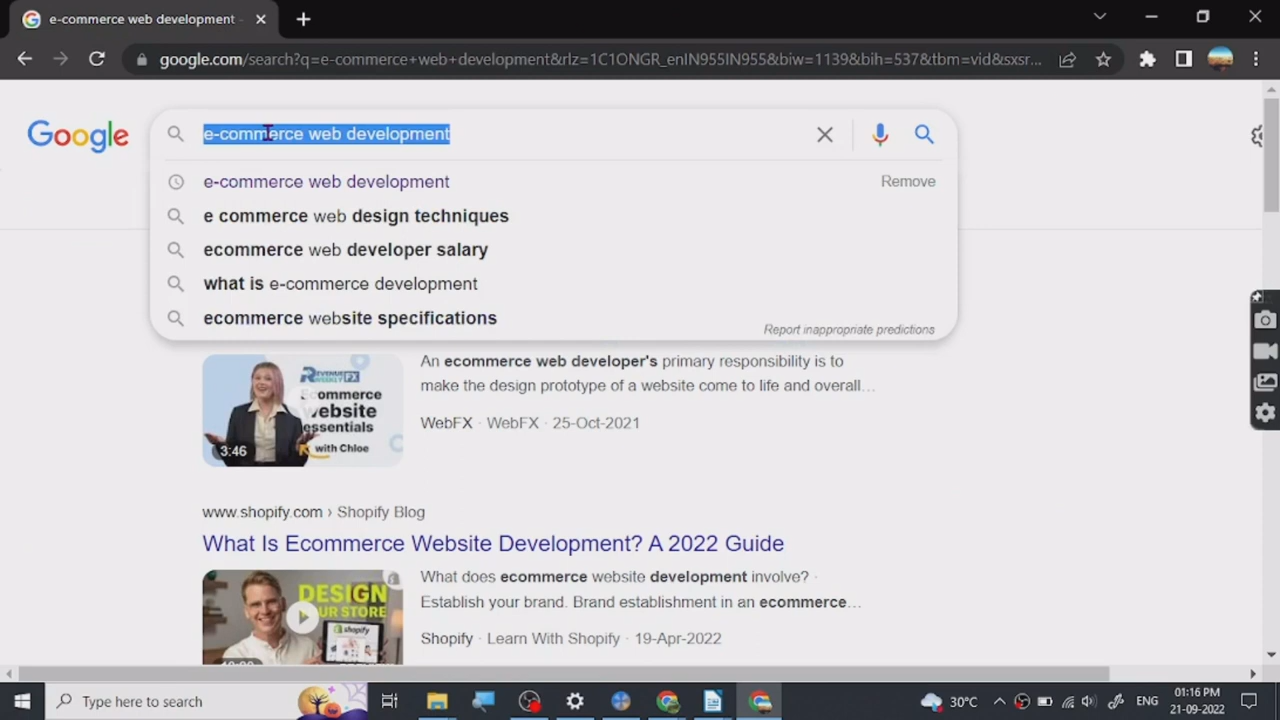 e-commerce web development -
google.com/search?q=e-commerce+web+development&rlz=1C1ONGR_enIN955IN955&biw=1139&bih=537&tbm=vid&sxsr...
Google
e-commerce web development
e-commerce web development
Remove
e commerce web design techniques
ecommerce web developer salary
what is e-commerce development
ecommerce website specifications
Report inappropriate predictions
An ecommerce web developer's primary responsibility is to
make the design prototype of a website come to life and overall...
WebFX · WebFX · 25-Oct-2021
REVENUE
WEEKLY FX
Ecommerce
website
essentials
with Chloe
3:46
www.shopify.com › Shopify Blog
What Is Ecommerce Website Development? A 2022 Guide
What does ecommerce website development involve? ·
Establish your brand. Brand establishment in an ecommerce...
Shopify · Learn With Shopify · 19-Apr-2022
DESIGN
YOUR STORE
shopify
Type here to search
30°C
ENG
01:16 PM
21-09-2022